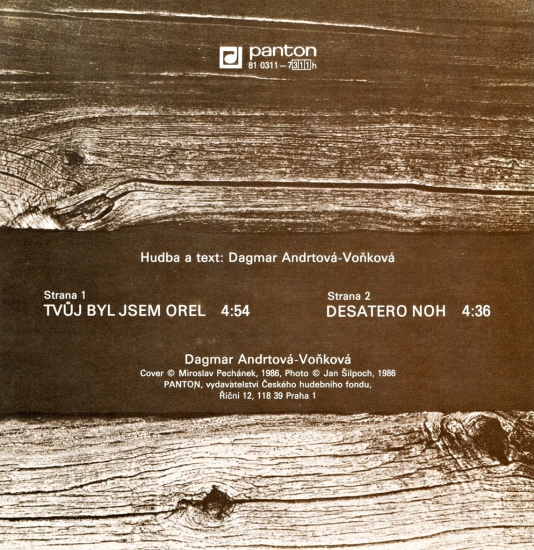 panton
81 0311–7311h
Hudba a text: Dagmar Andrtová-Voňková
Strana 1
TVŮJ BYL JSEM OREL 4:54
Strana 2
DESATERO NOH 4:36
Dagmar Andrtová-Voňková
Cover © Miroslav Pechánek, 1986, Photo © Jan Šilpoch, 1986
PANTON, vydavatelství Českého hudebního fondu,
Říční 12, 118 39 Praha 1